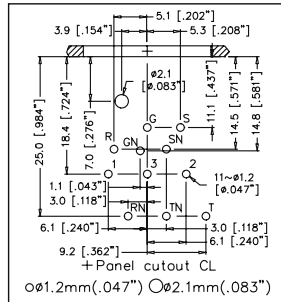 5.1 [.202"]
3.9 [.154"]
5.3 [.208"]
ø2.1
[ø.083"]
25.0 [.984"]
18.4 [.724"]
7.0 [.276"]
11.1 [.437"]
14.5 [.571"]
14.8 [.581"]
G S
R GN SN
1 3 2
1.1 [.043"]
11~ø1.2
[ø.047"]
3.0 [.118"]
RN TN T
6.1 [.240"]
3.0 [.118"]
6.1 [.240"]
9.2 [.362"]
+Panel cutout CL
oø1.2mm(.047") Oø2.1mm(.083")